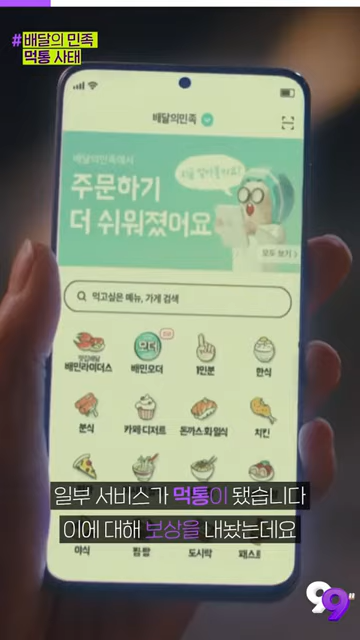 #배달의 민족
먹통 사태
배달의민족
배달의민족에서
주문하기
더 쉬워졌어요
모두 보기 >
먹고싶은 메뉴, 가게 검색
맛집배달
배민라이더스
배민오더
1인분
한식
분식
카페·디저트
돈까스·회·일식
치킨
일부 서비스가 먹통이 됐습니다
이에 대해 보상을 내놨는데요
야식
찜·탕
도시락
패스트
99